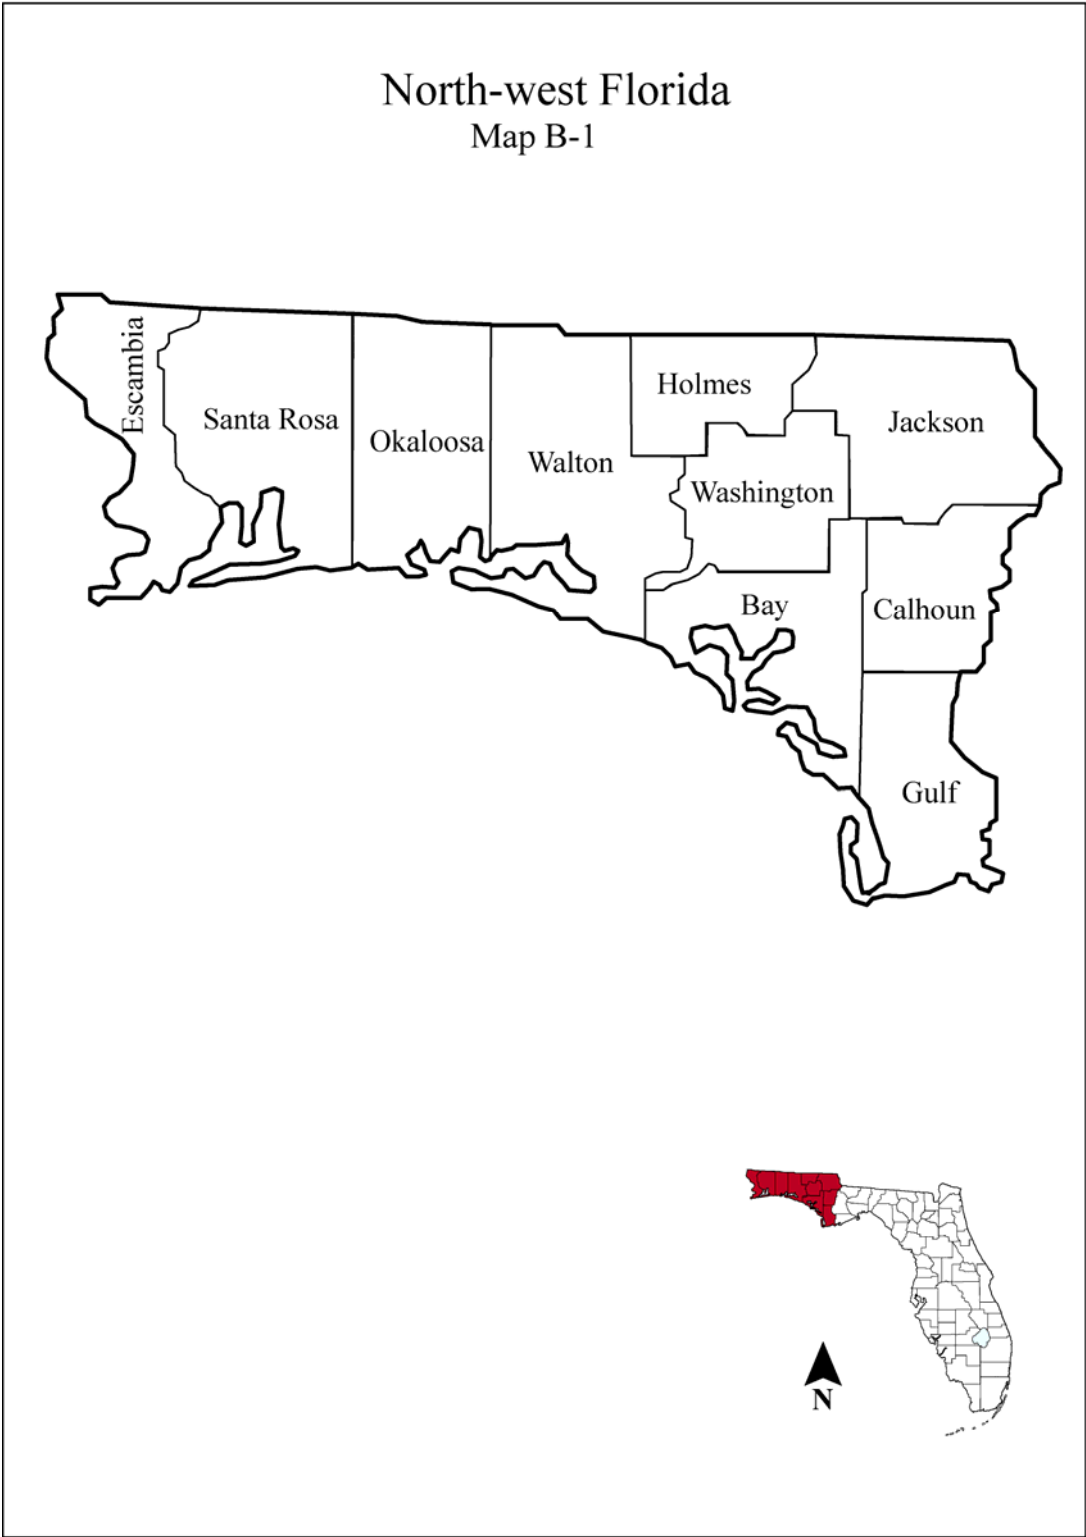 North-west Florida
Map B-1
Escambia
Santa Rosa
Okaloosa
Walton
Holmes
Washington
Jackson
Bay
Calhoun
Gulf
N